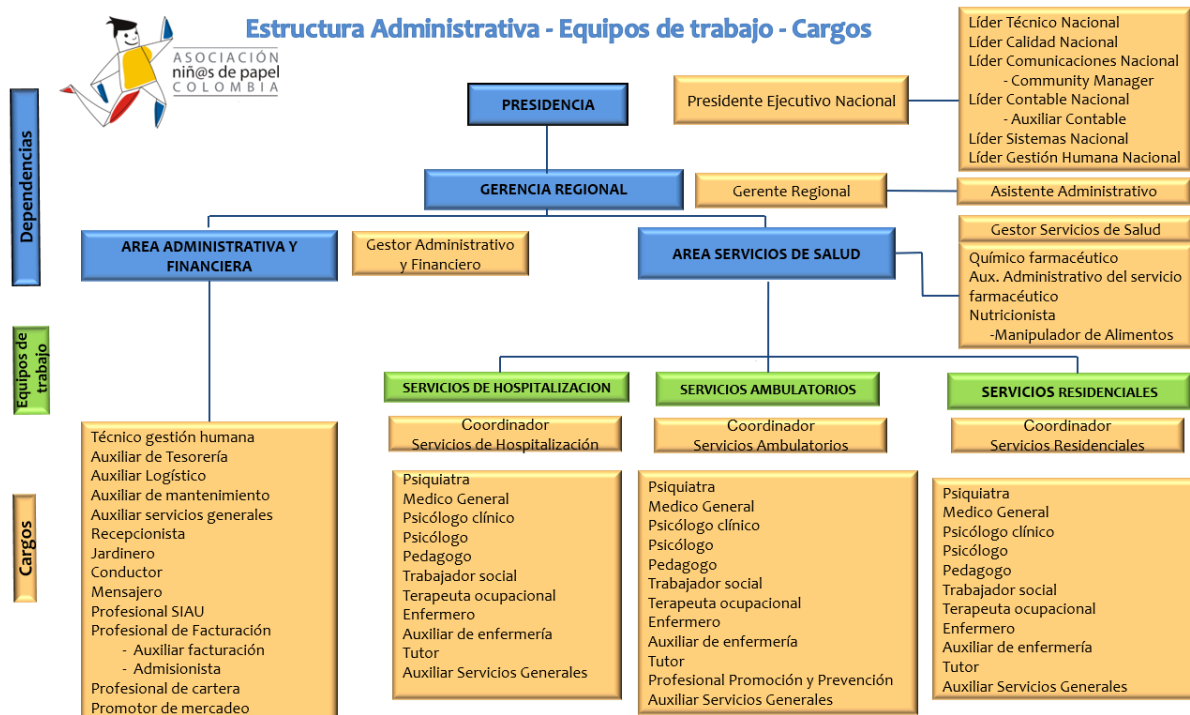 Estructura Administrativa - Equipos de trabajo - Cargos
ASOCIACIÓN
niñ@s de papel
COLOMBIA
Dependencias
Equipos de
trabajo
Cargos
PRESIDENCIA
Presidente Ejecutivo Nacional
Líder Técnico Nacional
Líder Calidad Nacional
Líder Comunicaciones Nacional
- Community Manager
Líder Contable Nacional
- Auxiliar Contable
Líder Sistemas Nacional
Líder Gestión Humana Nacional
GERENCIA REGIONAL
Gerente Regional
Asistente Administrativo
AREA ADMINISTRATIVA Y
FINANCIERA
Gestor Administrativo
y Financiero
AREA SERVICIOS DE SALUD
Gestor Servicios de Salud
Químico farmacéutico
Aux. Administrativo del servicio
farmacéutico
Nutricionista
-Manipulador de Alimentos
Técnico gestión humana
Auxiliar de Tesorería
Auxiliar Logístico
Auxiliar de mantenimiento
Auxiliar servicios generales
Recepcionista
Jardinero
Conductor
Mensajero
Profesional SIAU
Profesional de Facturación
- Auxiliar facturación
- Admisionista
Profesional de cartera
Promotor de mercadeo
SERVICIOS DE HOSPITALIZACION
Coordinador
Servicios de Hospitalización
Psiquiatra
Medico General
Psicólogo clínico
Psicólogo
Pedagogo
Trabajador social
Terapeuta ocupacional
Enfermero
Auxiliar de enfermería
Tutor
Auxiliar Servicios Generales
SERVICIOS AMBULATORIOS
Coordinador
Servicios Ambulatorios
Psiquiatra
Medico General
Psicólogo clínico
Psicólogo
Pedagogo
Trabajador social
Terapeuta ocupacional
Enfermero
Auxiliar de enfermería
Tutor
Profesional Promoción y Prevención
Auxiliar Servicios Generales
SERVICIOS RESIDENCIALES
Coordinador
Servicios Residenciales
Psiquiatra
Medico General
Psicólogo clínico
Psicólogo
Pedagogo
Trabajador social
Terapeuta ocupacional
Enfermero
Auxiliar de enfermería
Tutor
Auxiliar Servicios Generales